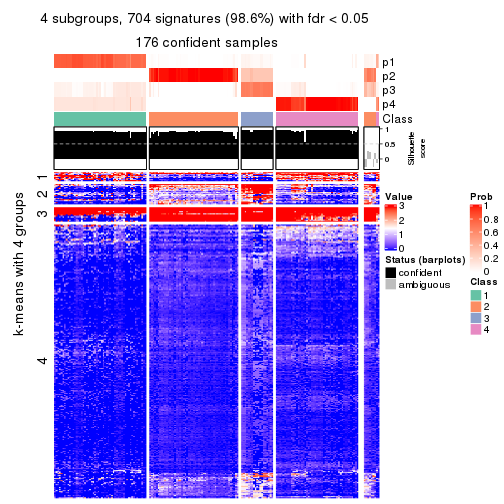 4 subgroups, 704 signatures (98.6%) with fdr < 0.05
176 confident samples
p1
p2
p3
p4
Class
1
0.5
0
Silhouette
score
k-means with 4 groups
1
2
3
4
Value
3
2
1
0
Status (barplots)
confident
ambiguous
Prob
1
0.8
0.6
0.4
0.2
0
Class
1
2
3
4